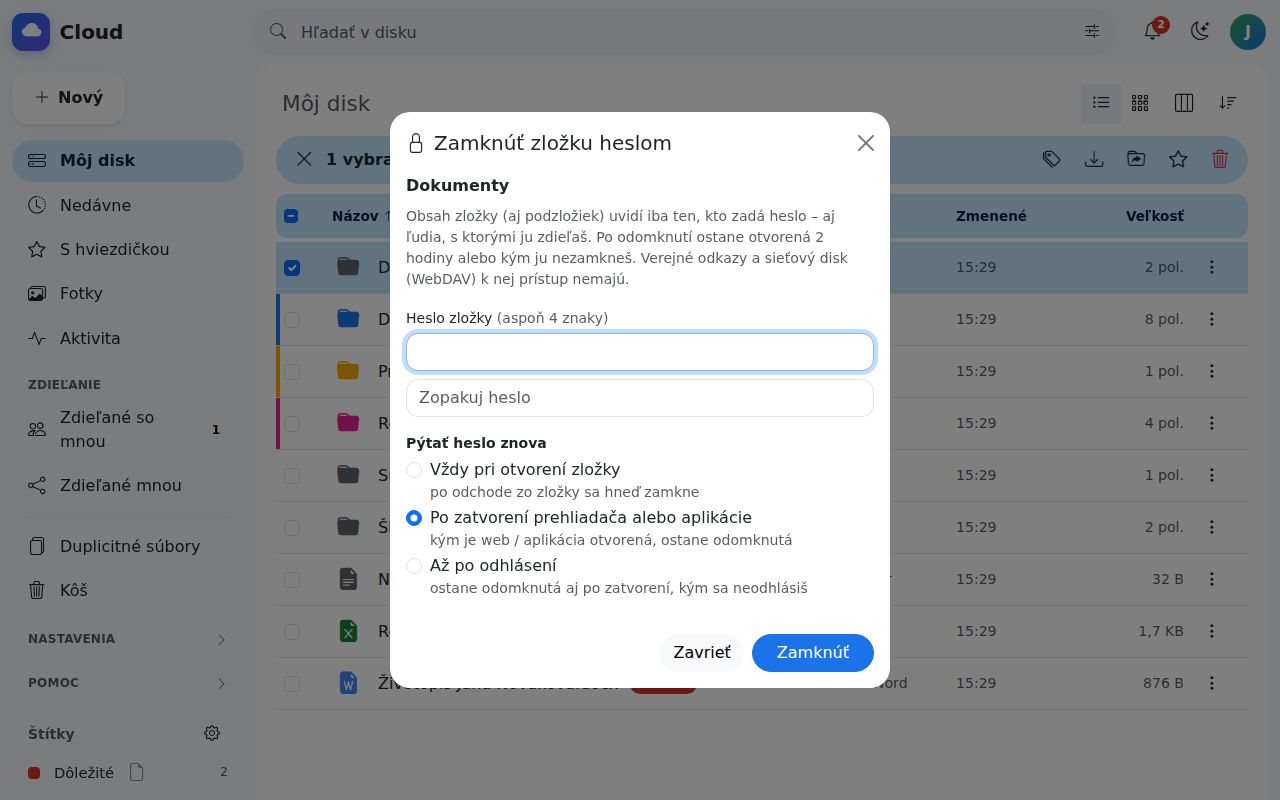 Cloud
Hľadať v disku
2
J
Nový
Môj disk
Nedávne
S hviezdičkou
Fotky
Aktivita
ZDIEĽANIE
Zdieľané so
mnou
1
Zdieľané mnou
Duplicitné súbory
Kôš
NASTAVENIA
POMOC
Štítky
Dôležité
2
Môj disk
1 vybra
Názov ↑
Zmenené
Veľkosť
15:29
2 pol.
15:29
8 pol.
15:29
1 pol.
15:29
4 pol.
15:29
1 pol.
15:29
2 pol.
15:29
32 B
15:29
1,7 KB
15:29
876 B
Zamknúť zložku heslom
Dokumenty
Obsah zložky (aj podzložiek) uvidí iba ten, kto zadá heslo – aj
ľudia, s ktorými ju zdieľaš. Po odomknutí ostane otvorená 2
hodiny alebo kým ju nezamkneš. Verejné odkazy a sieťový disk
(WebDAV) k nej prístup nemajú.
Heslo zložky (aspoň 4 znaky)
Zopakuj heslo
Pýtať heslo znova
Vždy pri otvorení zložky
po odchode zo zložky sa hneď zamkne
Po zatvorení prehliadača alebo aplikácie
kým je web / aplikácia otvorená, ostane odomknutá
Až po odhlásení
ostane odomknutá aj po zatvorení, kým sa neodhlásiš
Zavrieť
Zamknúť